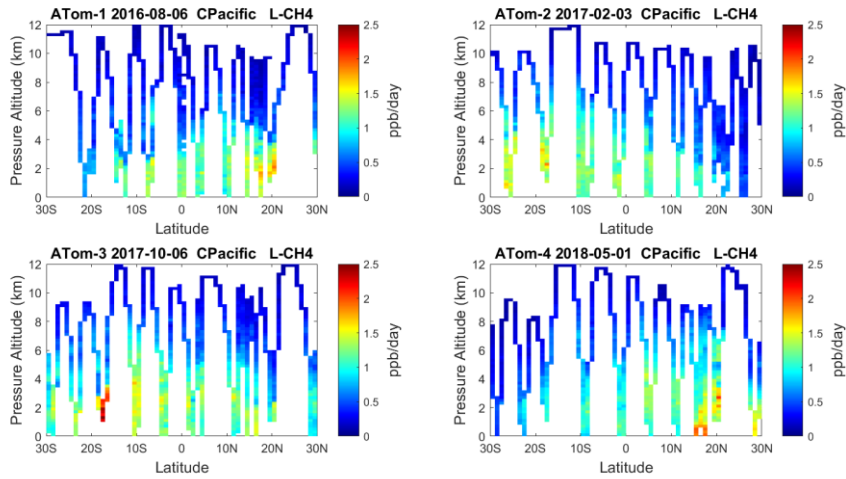 ATom-1 2016-08-06 CPacific L-CH4
12
10
8
6
4
2
0
Pressure Altitude (km)
30S 20S 10S 0 10N 20N 30N
Latitude
2.5
2
1.5
1
0.5
0
ppb/day
ATom-2 2017-02-03 CPacific L-CH4
12
10
8
6
4
2
0
Pressure Altitude (km)
30S 20S 10S 0 10N 20N 30N
Latitude
2.5
2
1.5
1
0.5
0
ppb/day
ATom-3 2017-10-06 CPacific L-CH4
12
10
8
6
4
2
0
Pressure Altitude (km)
30S 20S 10S 0 10N 20N 30N
Latitude
2.5
2
1.5
1
0.5
0
ppb/day
ATom-4 2018-05-01 CPacific L-CH4
12
10
8
6
4
2
0
Pressure Altitude (km)
30S 20S 10S 0 10N 20N 30N
Latitude
2.5
2
1.5
1
0.5
0
ppb/day